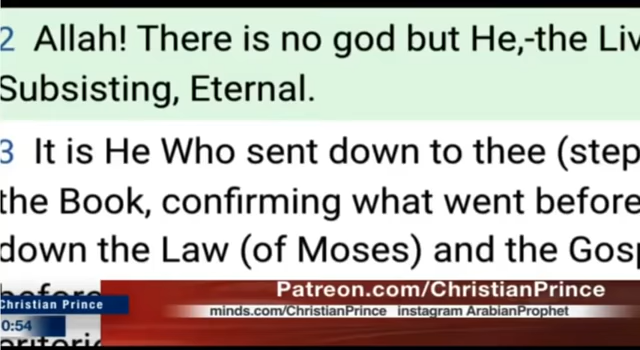 2 Allah! There is no god but He,-the Liv
Subsisting, Eternal.
3 It is He Who sent down to thee (step
the Book, confirming what went before
down the Law (of Moses) and the Gosp
before
Patreon.com/ChristianPrince
Christian Prince
minds.com/ChristianPrince instagram ArabianProphet
0:54